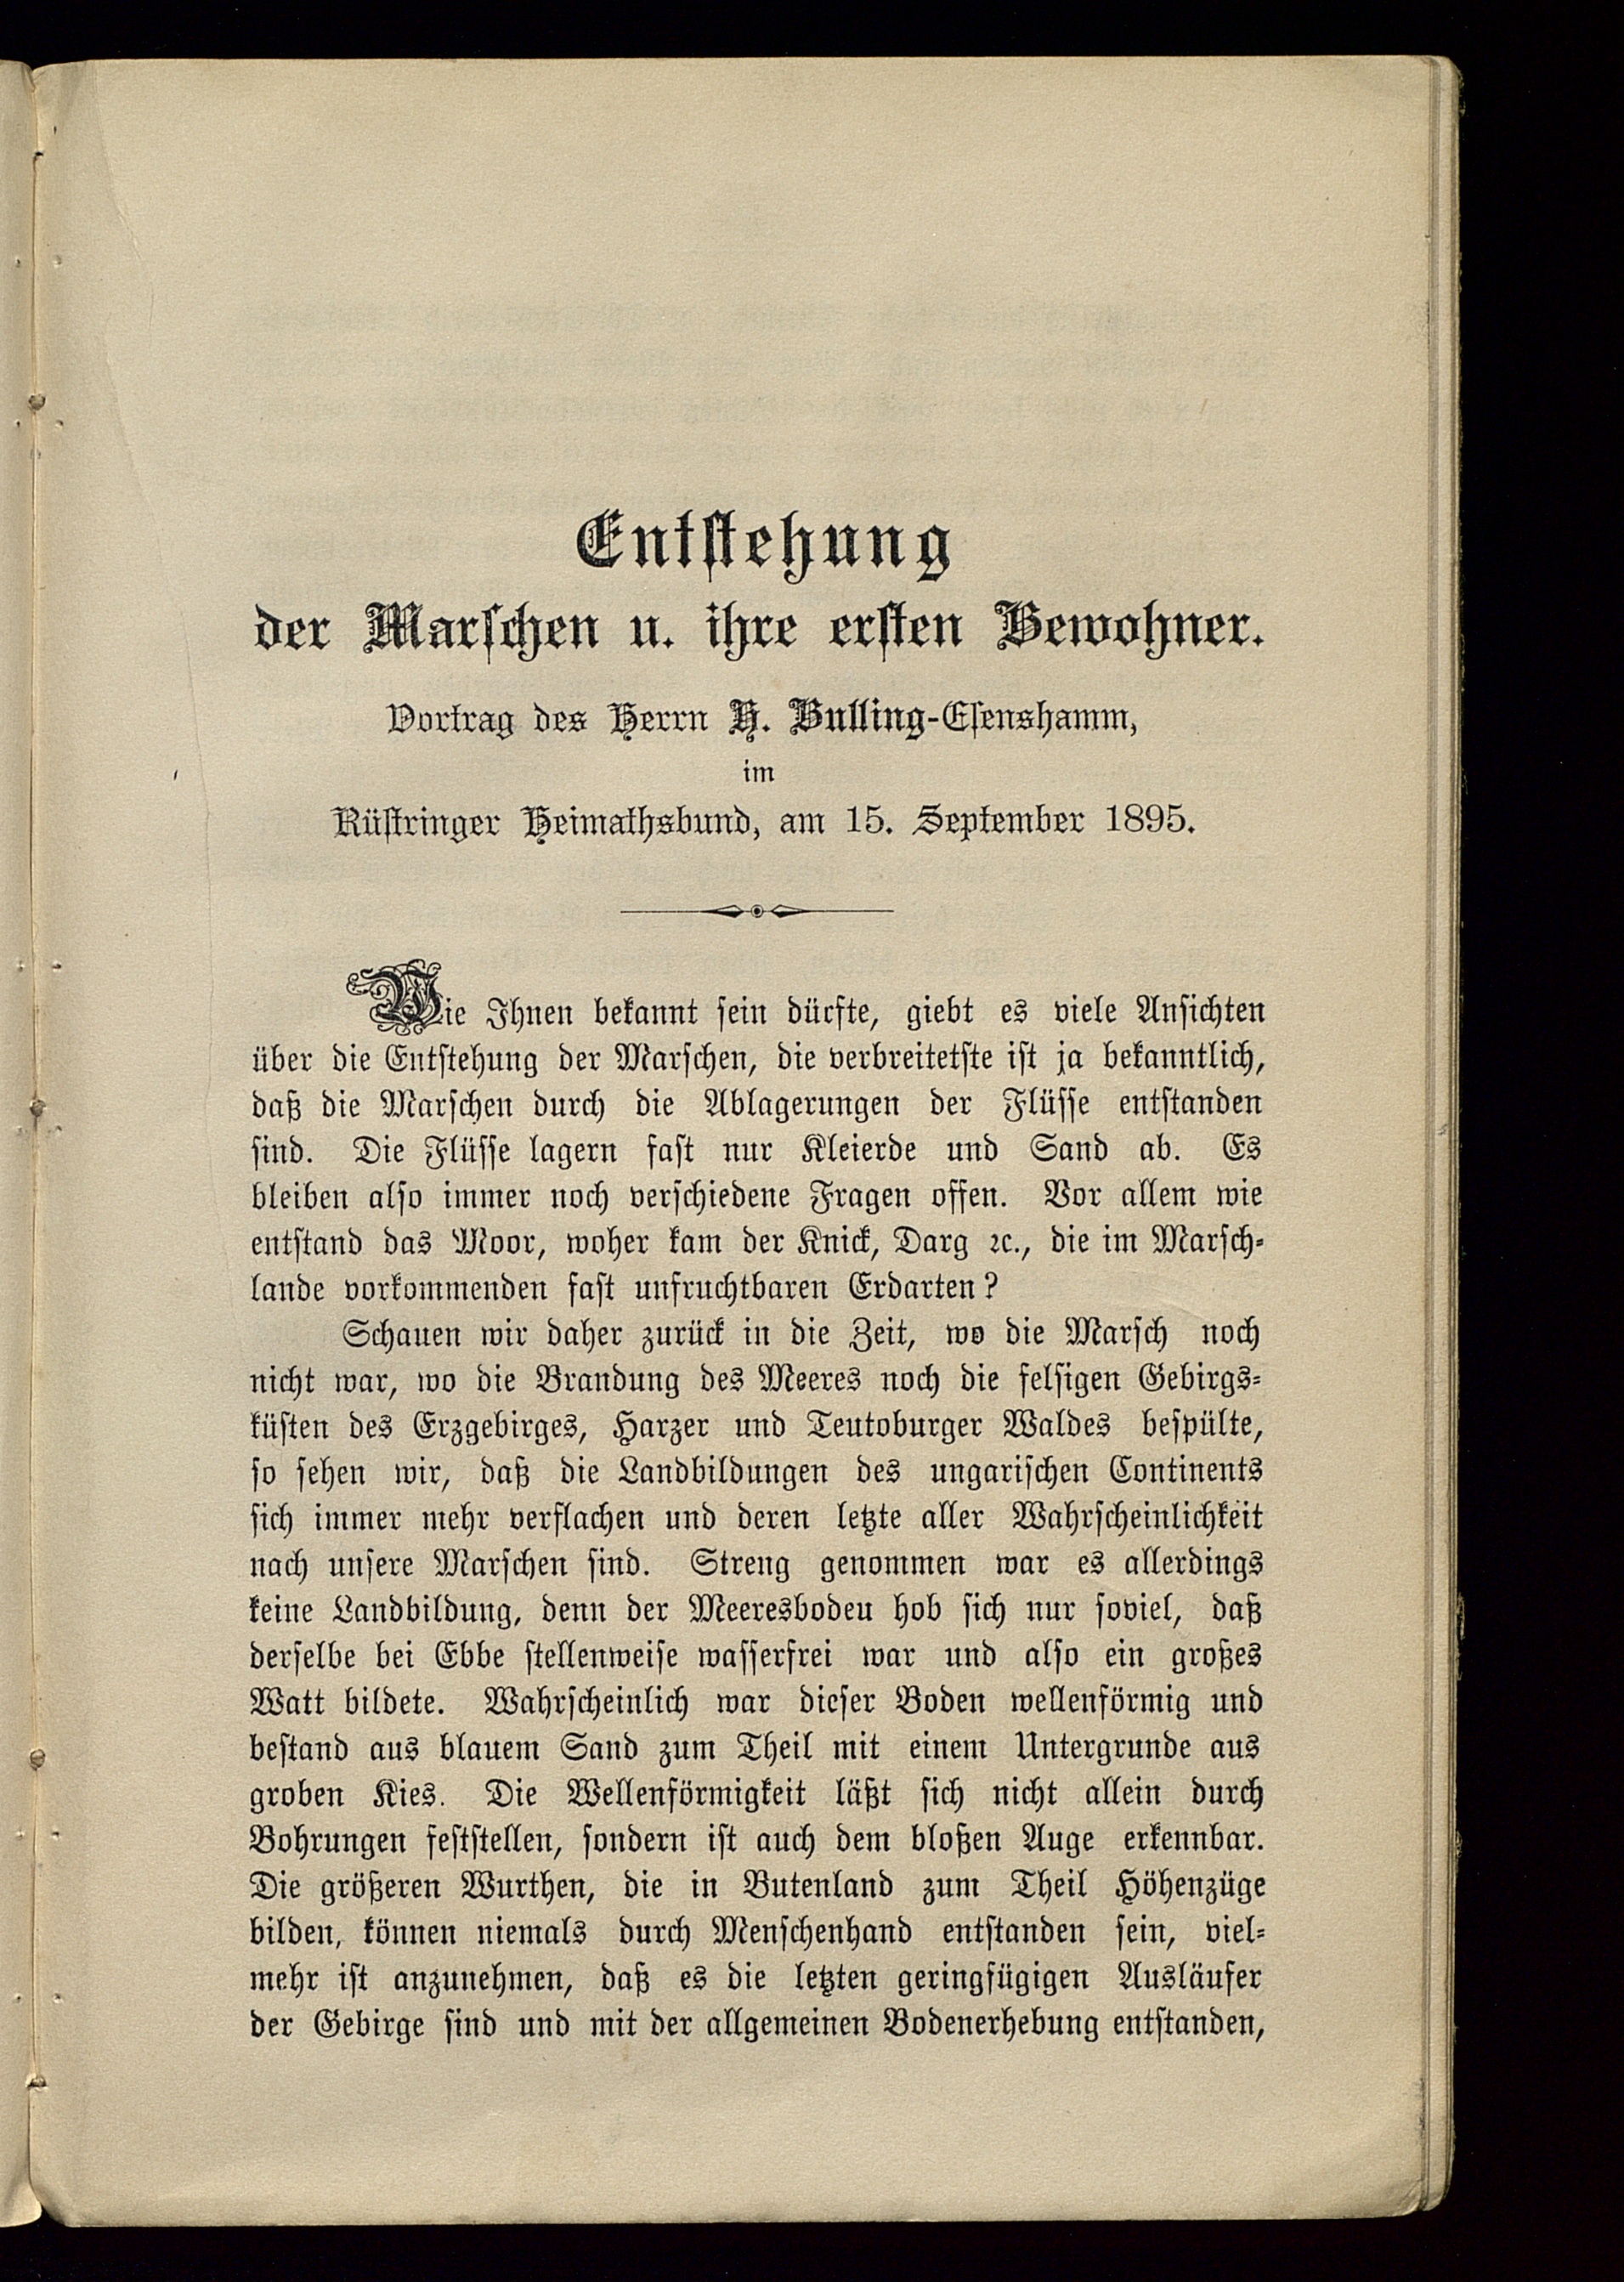 Entstehung
der Marschen u. ihre ersten Bewohner.
Vortrag des Herrn H. Bulling-Esenshamm,
im
Rüstringer Heimathsbund, am 15. September 1895.
Wie Ihnen bekannt sein dürfte, giebt es viele Ansichten
über die Entstehung der Marschen, die verbreitetste ist ja bekanntlich,
daß die Marschen durch die Ablagerungen der Flüsse entstanden
sind. Die Flüsse lagern fast nur Kleierde und Sand ab. Es
bleiben also immer noch verschiedene Fragen offen. Vor allem wie
entstand das Moor, woher kam der Knick, Darg ꝛc., die im Marsch-
lande vorkommenden fast unfruchtbaren Erdarten?
Schauen wir daher zurück in die Zeit, wo die Marsch noch
nicht war, wo die Brandung des Meeres noch die felsigen Gebirgs-
küsten des Erzgebirges, Harzer und Teutoburger Waldes bespülte,
so sehen wir, daß die Landbildungen des ungarischen Continents
sich immer mehr verflachen und deren letzte aller Wahrscheinlichkeit
nach unsere Marschen sind. Streng genommen war es allerdings
keine Landbildung, denn der Meeresboden hob sich nur soviel, daß
derselbe bei Ebbe stellenweise wasserfrei war und also ein großes
Watt bildete. Wahrscheinlich war dieser Boden wellenförmig und
bestand aus blauem Sand zum Theil mit einem Untergrunde aus
groben Kies. Die Wellenförmigkeit läßt sich nicht allein durch
Bohrungen feststellen, sondern ist auch dem bloßen Auge erkennbar.
Die größeren Wurthen, die in Butenland zum Theil Höhenzüge
bilden, können niemals durch Menschenhand entstanden sein, viel-
mehr ist anzunehmen, daß es die letzten geringfügigen Ausläufer
der Gebirge sind und mit der allgemeinen Bodenerhebung entstanden,